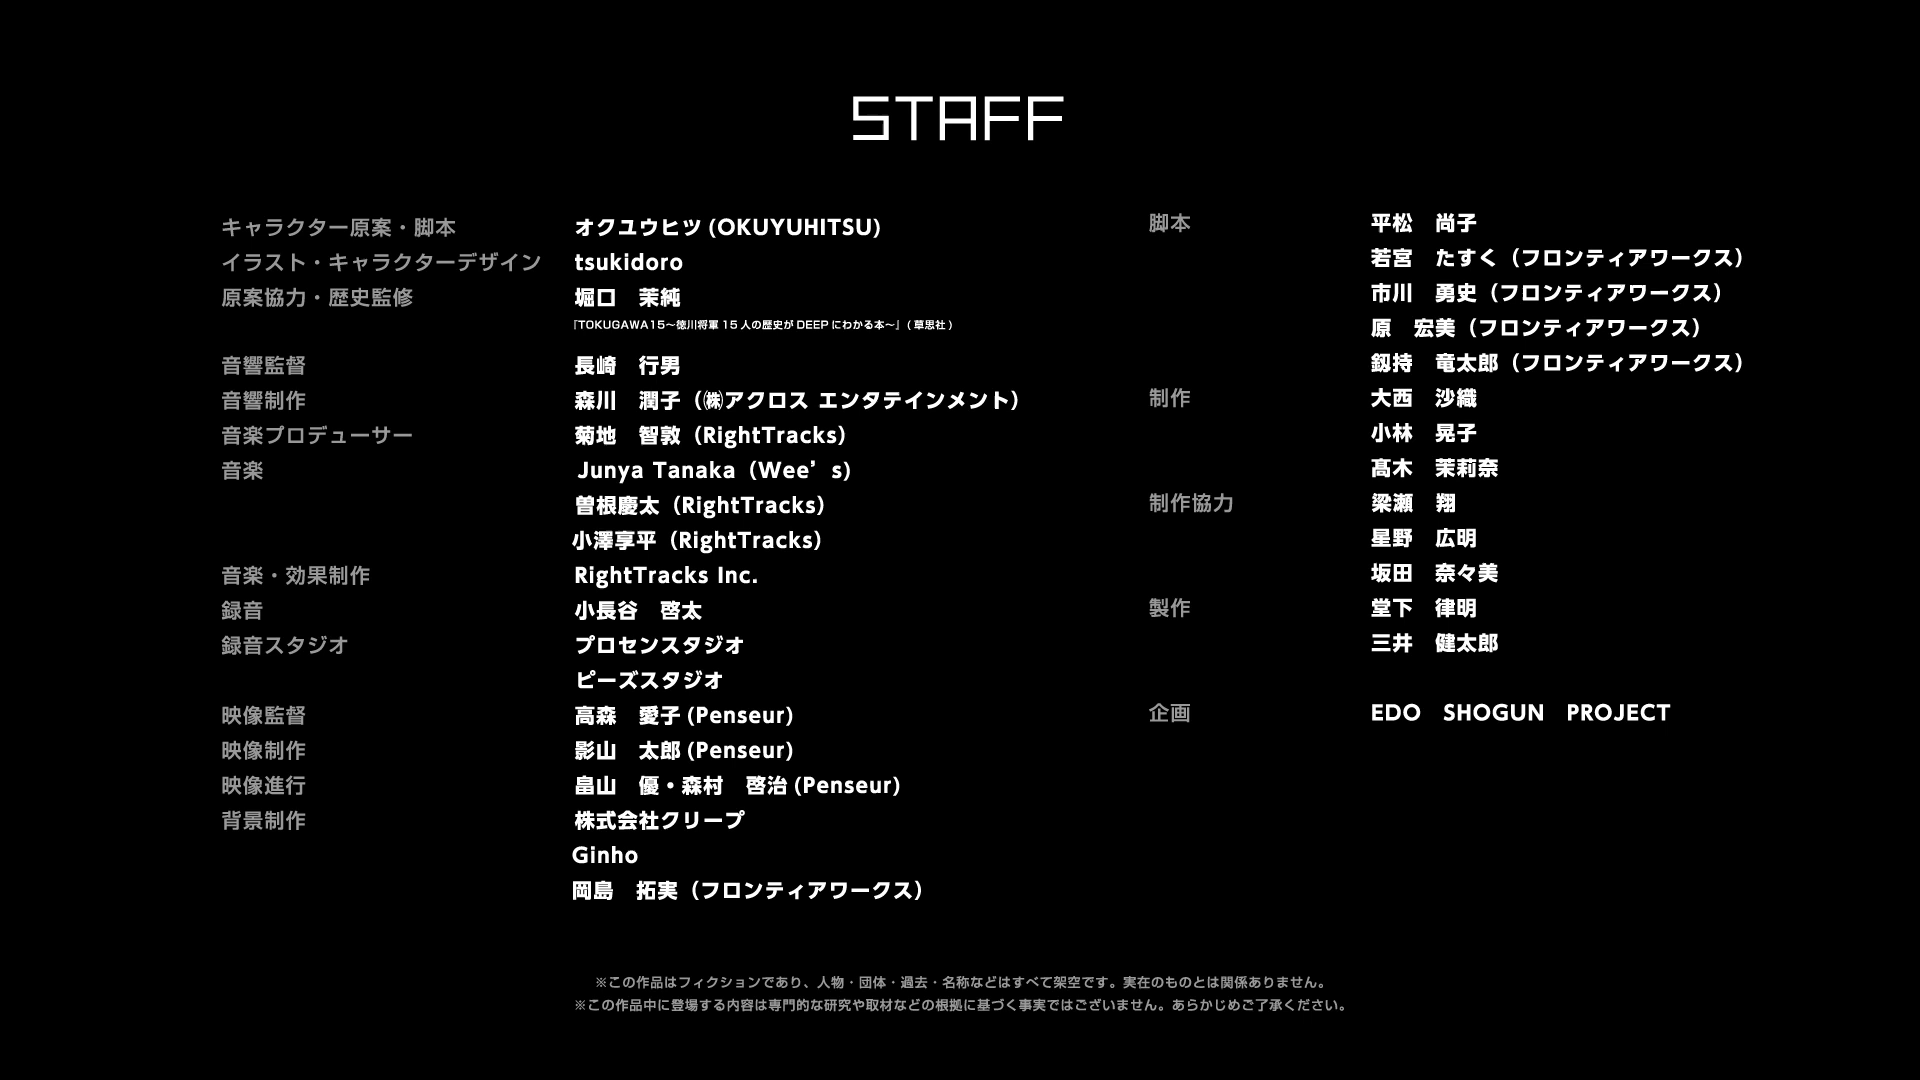 STAFF
キャラクター原案・脚本　オクユウヒツ (OKUYUHITSU)
イラスト・キャラクターデザイン　tsukidoro
原案協力・歴史監修　堀口　茉純
『TOKUGAWA15～徳川将軍 15 人の歴史が DEEP にわかる本～』 ( 草思社 )
音響監督　長崎　行男
音響制作　森川　潤子（㈱アクロス エンタテインメント）
音楽プロデューサー　菊地　智敦（RightTracks）
音楽　Junya Tanaka（Wee’s)
曽根慶太（RightTracks）
小澤享平（RightTracks）
音楽・効果制作　RightTracks Inc.
録音　小長谷　啓太
録音スタジオ　プロセンスタジオ
ピーズスタジオ
映像監督　高森　愛子 (Penseur)
映像制作　影山　太郎 (Penseur)
映像進行　畠山　優・森村　啓治 (Penseur)
背景制作　株式会社クリープ
Ginho
岡島　拓実（フロンティアワークス）
脚本　平松　尚子
若宮　たすく（フロンティアワークス）
市川　勇史（フロンティアワークス）
原　宏美（フロンティアワークス）
釼持　竜太郎（フロンティアワークス）
制作　大西　沙織
小林　晃子
髙木　茉莉奈
制作協力　梁瀬　翔
星野　広明
坂田　奈々美
製作　堂下　律明
三井　健太郎
企画　EDO　SHOGUN　PROJECT
※この作品はフィクションであり、人物・団体・過去・名称などはすべて架空です。実在のものとは関係ありません。
※この作品中に登場する内容は専門的な研究や取材などの根拠に基づく事実ではございません。あらかじめご了承ください。